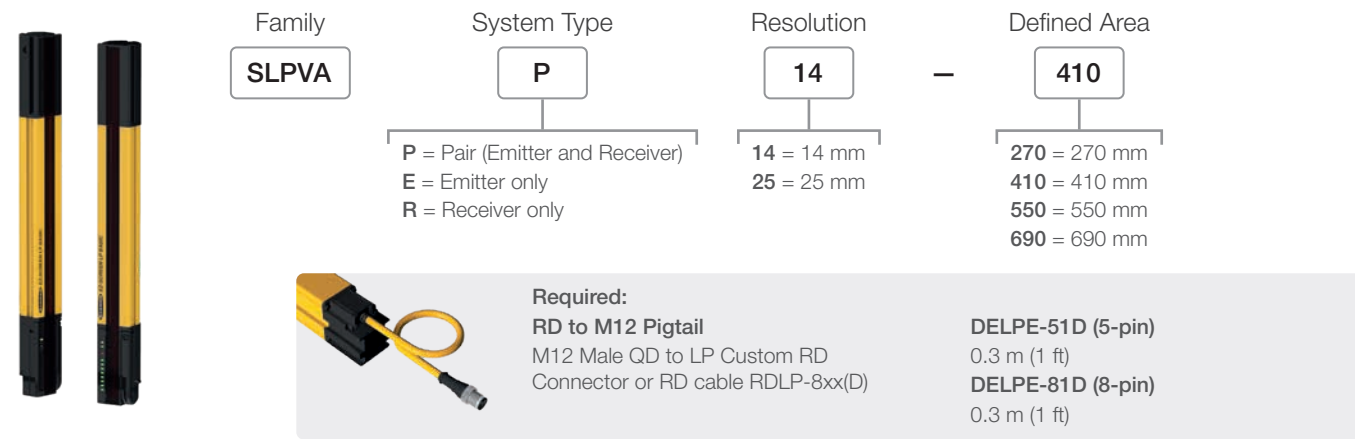 Family
System Type
Resolution
Defined Area
SLPVA
P
14
–
410
P = Pair (Emitter and Receiver)
E = Emitter only
R = Receiver only
14 = 14 mm
25 = 25 mm
270 = 270 mm
410 = 410 mm
550 = 550 mm
690 = 690 mm
Required:
RD to M12 Pigtail
M12 Male QD to LP Custom RD
Connector or RD cable RDLP-8xx(D)
DELPE-51D (5-pin)
0.3 m (1 ft)
DELPE-81D (8-pin)
0.3 m (1 ft)